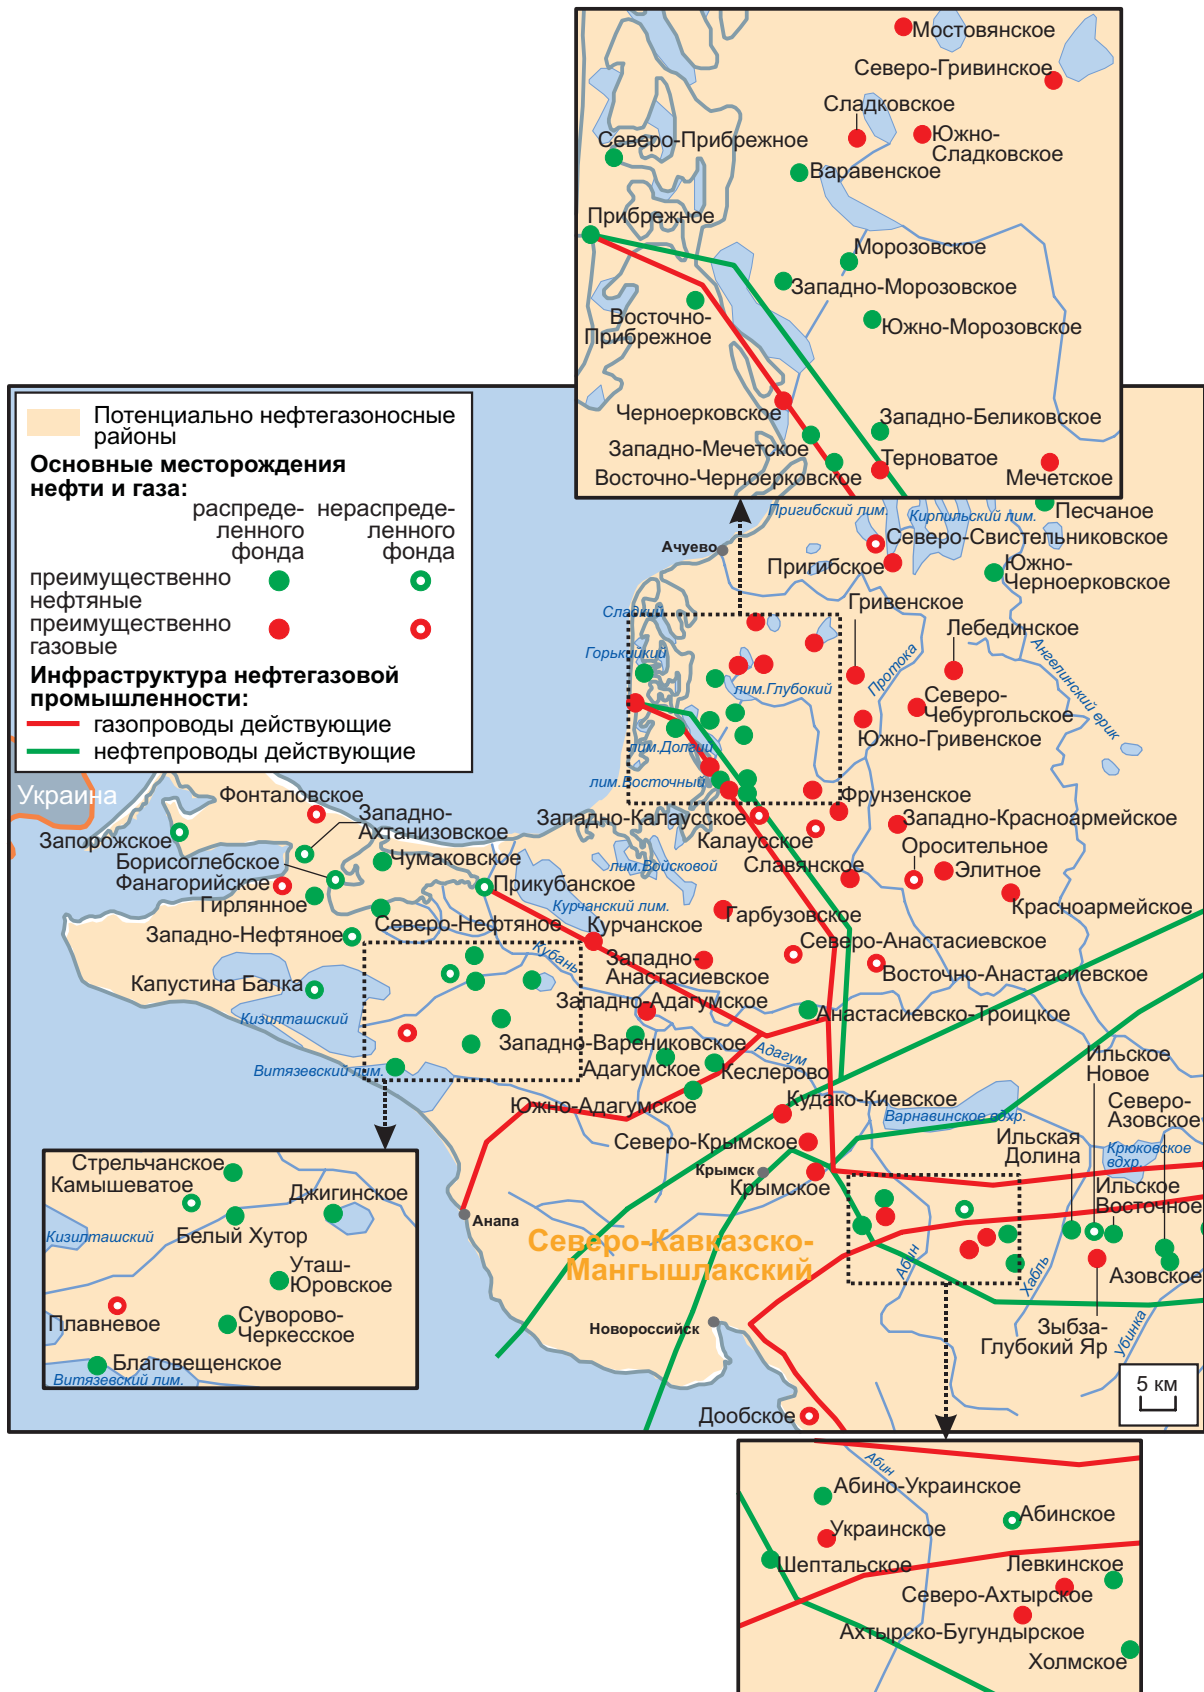 Мостовянское
Северо-Гривинское
Сладковское
Южно-
Сладковское
Северо-Прибрежное
Варавенское
Прибрежное
Морозовское
Западно-Морозовское
Восточно-
Прибрежное
Южно-Морозовское
Черноерковское
Западно-Беликовское
Западно-Мечетское
Терноватое
Восточно-Черноерковское
Мечетское
Потенциально нефтегазоносные
районы
Основные месторождения
нефти и газа:
распреде-
ленного
фонда
нераспреде-
ленного
фонда
преимущественно
нефтяные
преимущественно
газовые
Инфраструктура нефтегазовой
промышленности:
газопроводы действующие
нефтепроводы действующие
Пригибский лим.
Кирпильский лим.
Песчаное
Ачуево
Северо-Свистельниковское
Пригибское
Южно-
Черноерковское
Гривенское
Сладкий
Лебединское
Горький
Протока
Ангелинский ерик
лим.Глубокий
Северо-
Чебургольское
Южно-Гривенское
лим.Долгий
лим.Восточный
Украина
Фонталовское
Фрунзенское
Западно-
Ахтанизовское
Западно-Калаусское
Западно-Красноармейское
Запорожское
Калаусское
Оросительное
Борисоглебское
Чумаковское
лим.Войсковой
Славянское
Элитное
Фанагорийское
Прикубанское
Гирлянное
Курчанский лим.
Гарбузовское
Красноармейское
Северо-Нефтяное
Курчанское
Западно-Нефтяное
Северо-Анастасиевское
Кубань
Западно-
Анастасиевское
Восточно-Анастасиевское
Капустина Балка
Западно-Адагумское
Кизилташский
Анастасиевско-Троицкое
Западно-Варениковское
Адагум
Витязевский лим.
Адагумское
Кеслерово
Ильское
Новое
Южно-Адагумское
Кудако-Киевское
Северо-
Азовское
Варнавинское вдхр.
Северо-Крымское
Ильская
Долина
Крюковское
вдхр.
Крымск
Крымское
Ильское
Восточное
Стрельчанское
Камышеватое
Джигинское
Белый Хутор
Кизилташский
Уташ-
Юровское
Плавневое
Суворово-
Черкесское
Благовещенское
Витязевский лим.
Анапа
Северо-Кавказско-
Мангышлакский
Абин
Хабль
Азовское
Новороссийск
Зыбза-
Глубокий Яр
Убинка
5 км
Дообское
Абин
Абино-Украинское
Абинское
Украинское
Шептальское
Левкинское
Северо-Ахтырское
Ахтырско-Бугундырское
Холмское